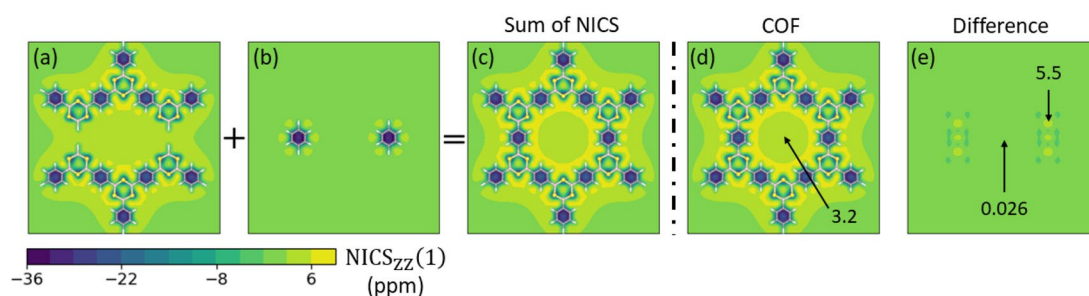 Sum of NICS
COF
Difference
(a)
(b)
(c)
(d)
(e)
+
=
5.5
3.2
0.026
−36
−22
−8
6
NICS_ZZ(1)
(ppm)